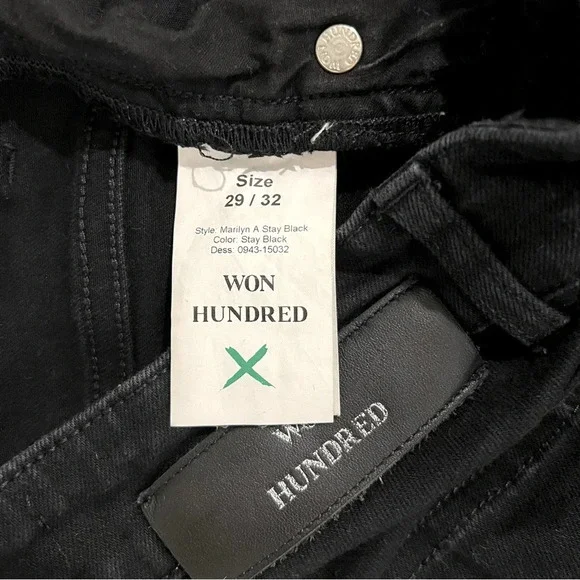 Size
29 / 32
Style: Marilyn A Stay Black
Color: Stay Black
Dess: 0943-15032
WON
HUNDRED
HUNDRED
HUNDRED